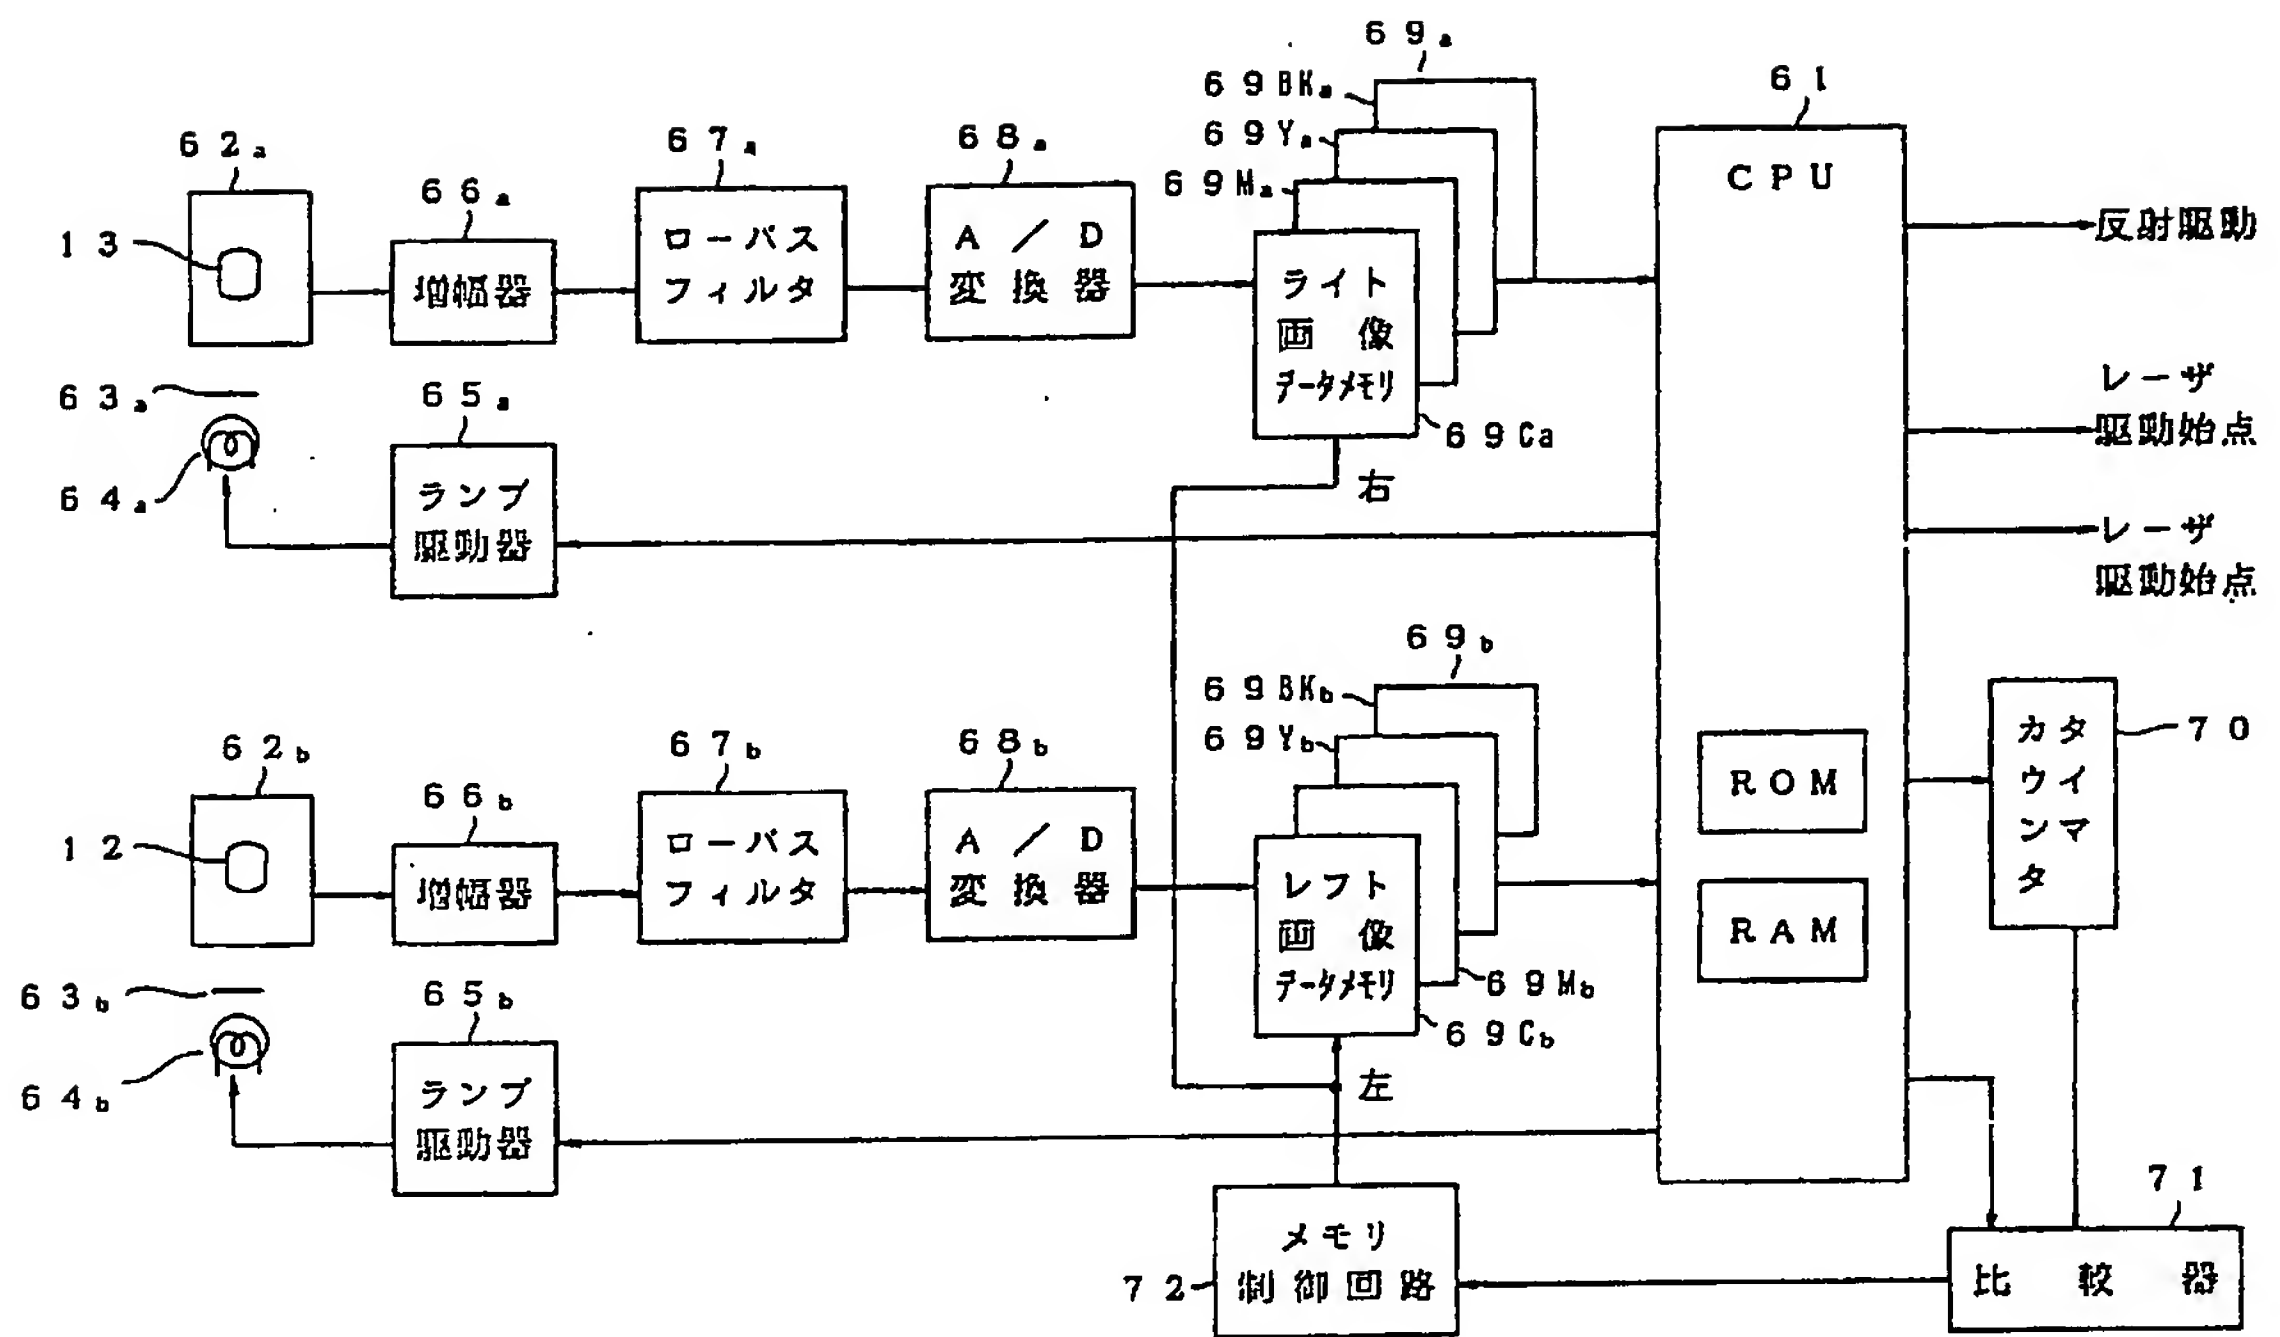 69a
69BKa
61
69Ya
62a
67a
68a
66a
69Ma
CPU
13
増幅器
ローパス
フィルタ
A/D
変換器
ライト
画像
データメモリ
反射駆動
63a
65a
レーザ
駆動始点
69Ca
64a
ランプ
駆動器
右
レーザ
駆動始点
69b
69BKb
62b
67b
68b
69Yb
カウンタ
タイマ
70
66b
ROM
12
増幅器
ローパス
フィルタ
A/D
変換器
レフト
画像
データメモリ
RAM
63b
65b
69Mb
69Cb
64b
ランプ
駆動器
左
71
メモリ
制御回路
72
比較器